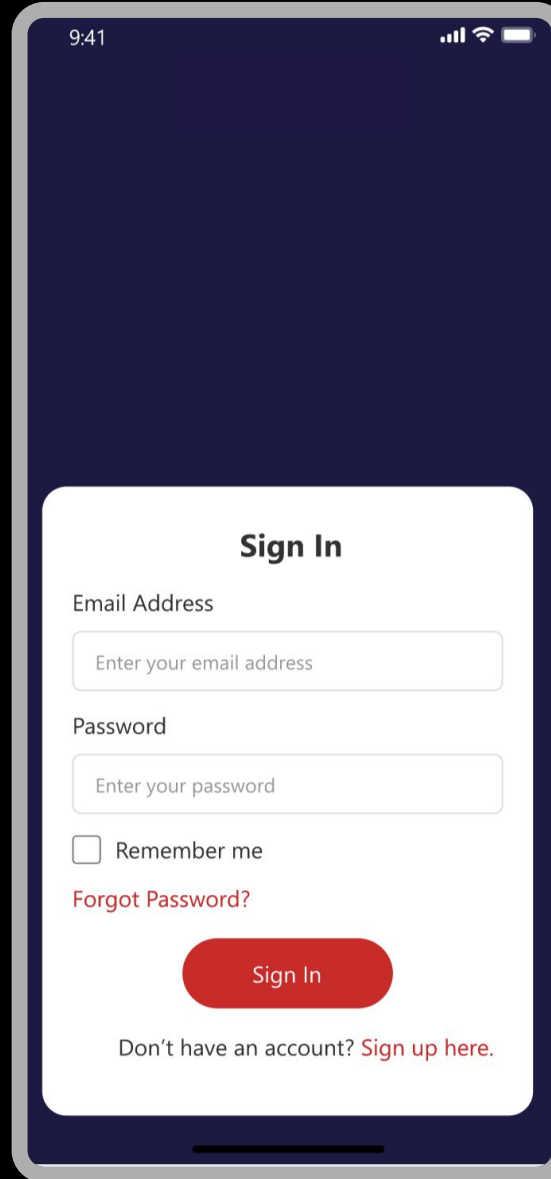 9:41
Sign In
Email Address
Enter your email address
Password
Enter your password
Remember me
Forgot Password?
Sign In
Don’t have an account? Sign up here.